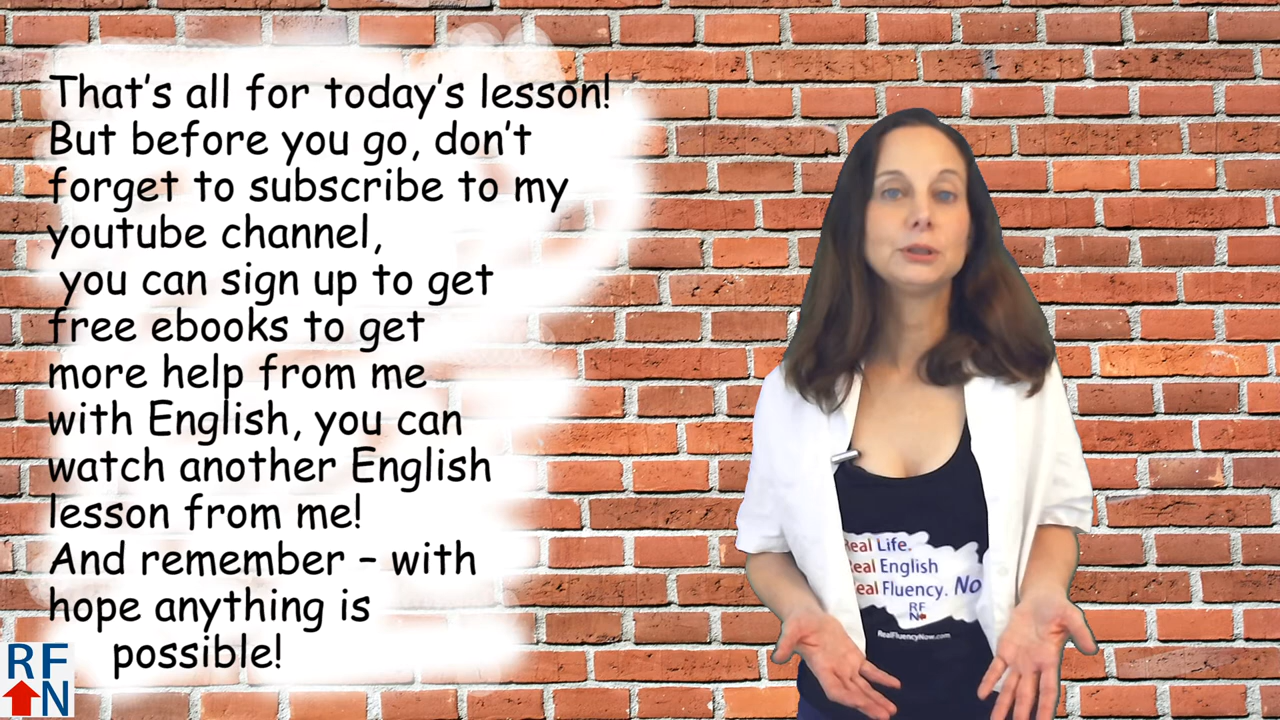 That's all for today's lesson!
But before you go, don't
forget to subscribe to my
youtube channel,
you can sign up to get
free ebooks to get
more help from me
with English, you can
watch another English
lesson from me!
And remember – with
hope anything is
possible!
Real Life.
Real English
Real Fluency. No
RF
N
RealFluencyNow.com
RF
N